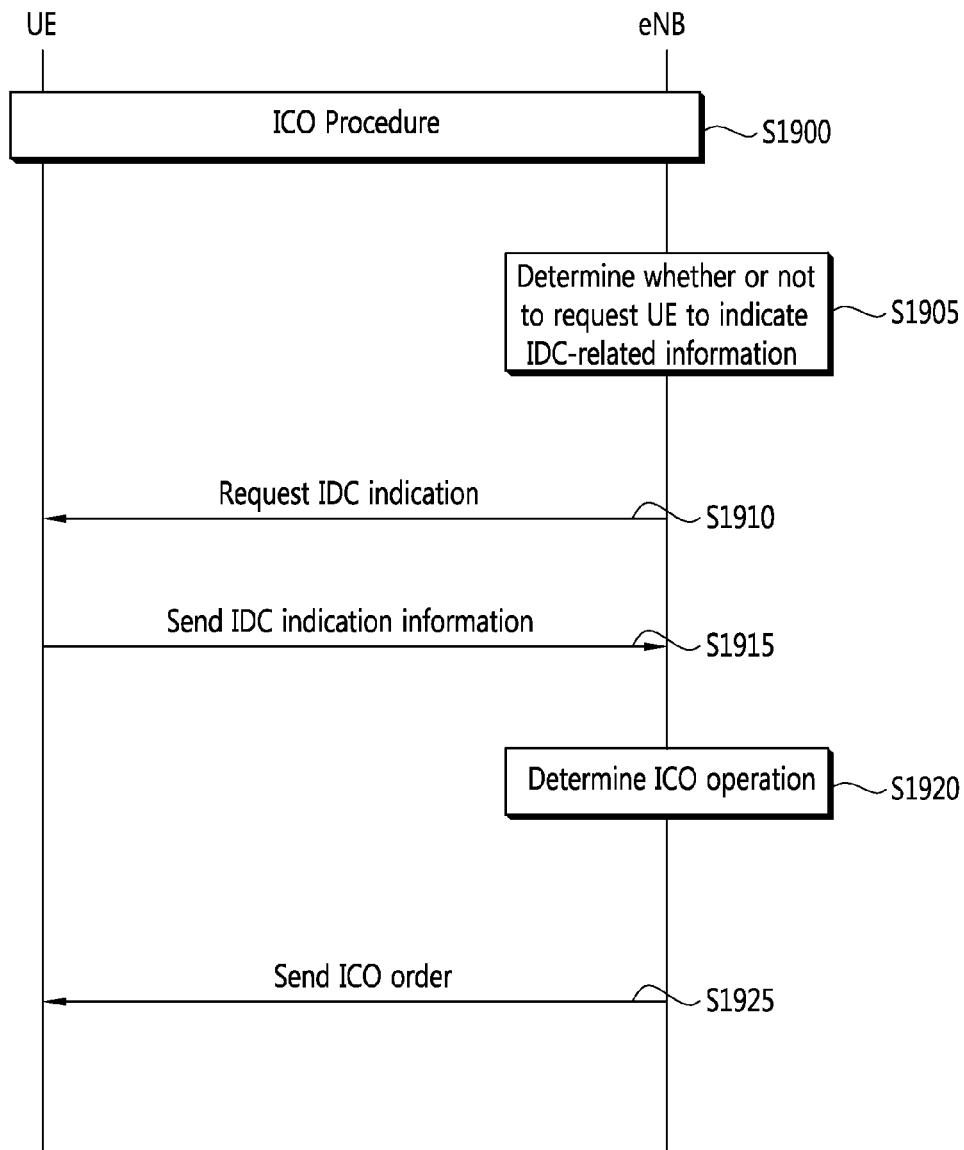 UE
eNB
ICO Procedure
S1900
Determine whether or not
to request UE to indicate
IDC-related information
S1905
Request IDC indication
S1910
Send IDC indication information
S1915
Determine ICO operation
S1920
Send ICO order
S1925